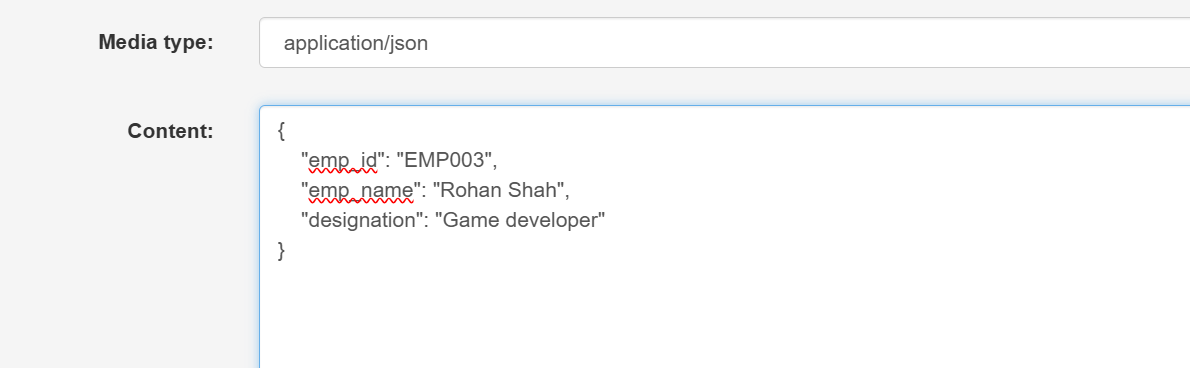 Media type: application/json
Content:
{
"emp_id": "EMP003",
"emp_name": "Rohan Shah",
"designation": "Game developer"
}